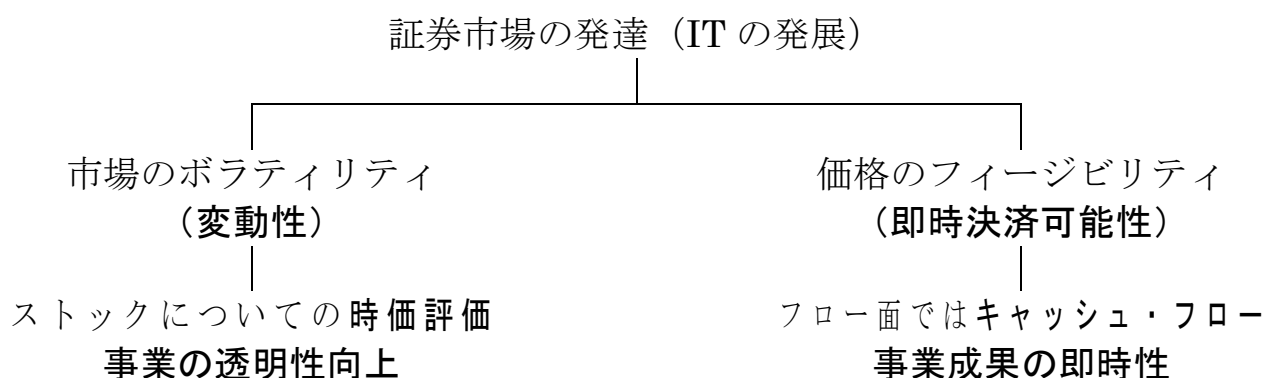 証券市場の発達（IT の発展）
市場のボラティリティ
（変動性）
価格のフィージビリティ
（即時決済可能性）
ストックについての時価評価
事業の透明性向上
フロー面ではキャッシュ・フロー
事業成果の即時性